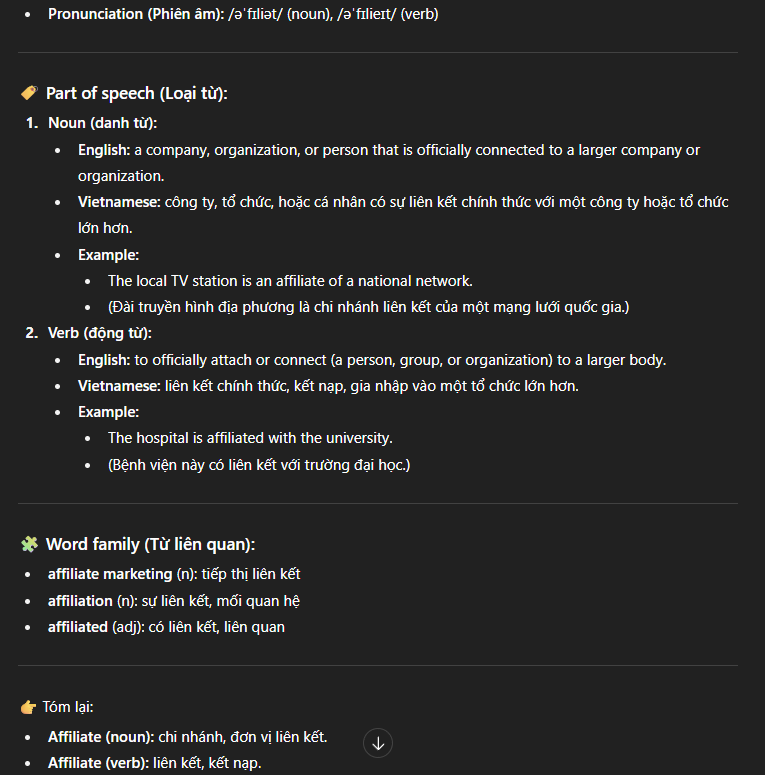 Pronunciation (Phiên âm): /əˈfɪliət/ (noun), /əˈfɪlieɪt/ (verb)
Part of speech (Loại từ):
1. Noun (danh từ):
English: a company, organization, or person that is officially connected to a larger company or
organization.
Vietnamese: công ty, tổ chức, hoặc cá nhân có sự liên kết chính thức với một công ty hoặc tổ chức
lớn hơn.
Example:
The local TV station is an affiliate of a national network.
(Đài truyền hình địa phương là chi nhánh liên kết của một mạng lưới quốc gia.)
2. Verb (động từ):
English: to officially attach or connect (a person, group, or organization) to a larger body.
Vietnamese: liên kết chính thức, kết nạp, gia nhập vào một tổ chức lớn hơn.
Example:
The hospital is affiliated with the university.
(Bệnh viện này có liên kết với trường đại học.)
Word family (Từ liên quan):
affiliate marketing (n): tiếp thị liên kết
affiliation (n): sự liên kết, mối quan hệ
affiliated (adj): có liên kết, liên quan
Tóm lại:
Affiliate (noun): chi nhánh, đơn vị liên kết.
Affiliate (verb): liên kết, kết nạp.